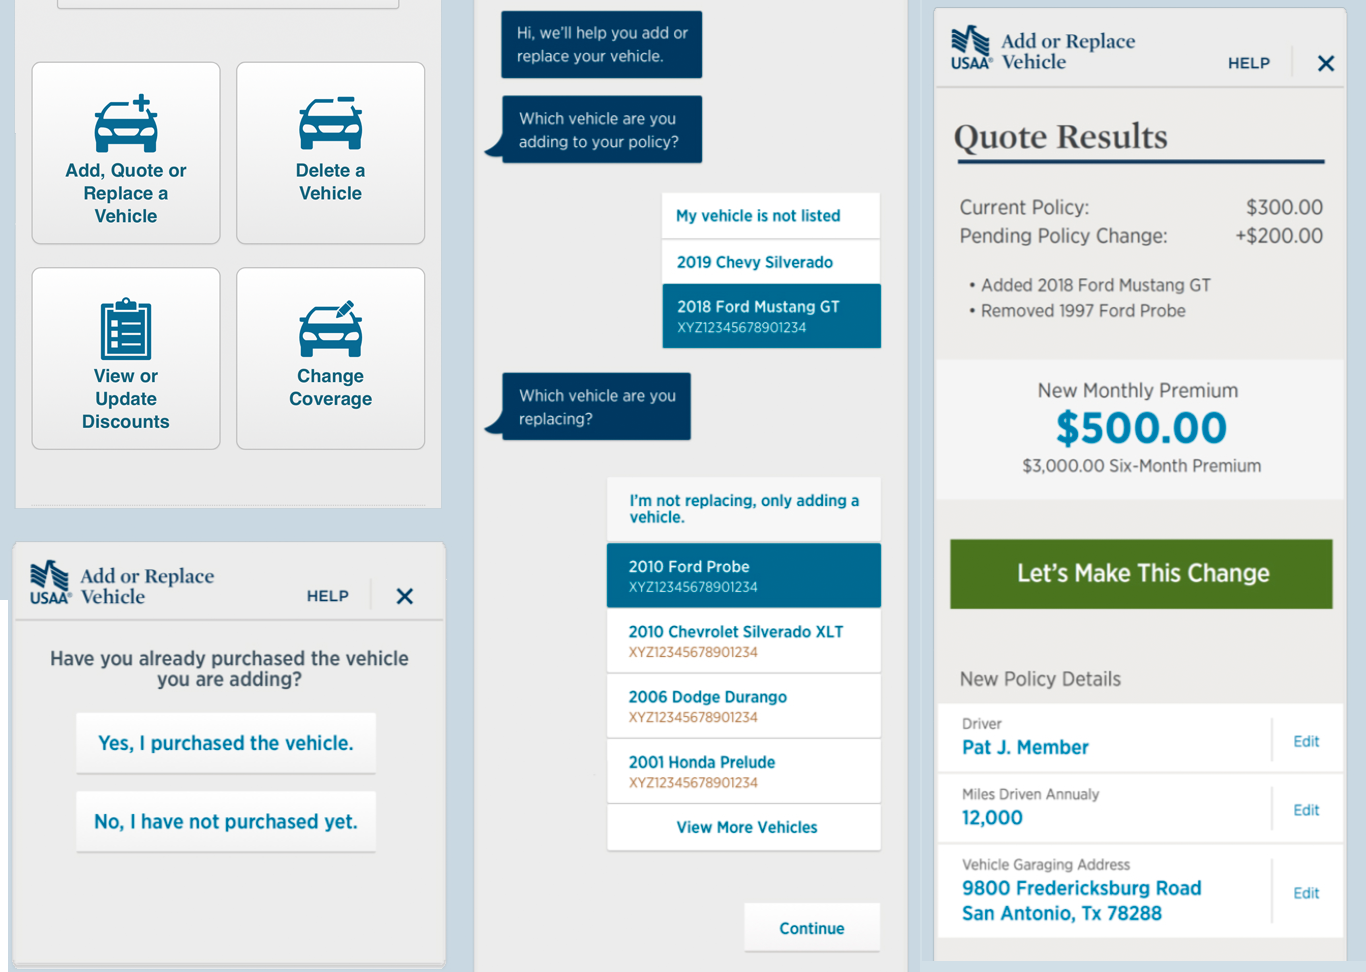 Add, Quote or
Replace a
Vehicle
Delete a
Vehicle
View or
Update
Discounts
Change
Coverage
USAA®
Add or Replace
Vehicle
HELP
Have you already purchased the vehicle
you are adding?
Yes, I purchased the vehicle.
No, I have not purchased yet.
Hi, we'll help you add or
replace your vehicle.
Which vehicle are you
adding to your policy?
My vehicle is not listed
2019 Chevy Silverado
2018 Ford Mustang GT
XYZ12345678901234
Which vehicle are you
replacing?
I'm not replacing, only adding a
vehicle.
2010 Ford Probe
XYZ12345678901234
2010 Chevrolet Silverado XLT
XYZ12345678901234
2006 Dodge Durango
XYZ12345678901234
2001 Honda Prelude
XYZ12345678901234
View More Vehicles
Continue
USAA®
Add or Replace
Vehicle
HELP
Quote Results
Current Policy: $300.00
Pending Policy Change: +$200.00
• Added 2018 Ford Mustang GT
• Removed 1997 Ford Probe
New Monthly Premium
$500.00
$3,000.00 Six-Month Premium
Let's Make This Change
New Policy Details
Driver
Pat J. Member
Edit
Miles Driven Annualy
12,000
Edit
Vehicle Garaging Address
9800 Fredericksburg Road
San Antonio, Tx 78288
Edit